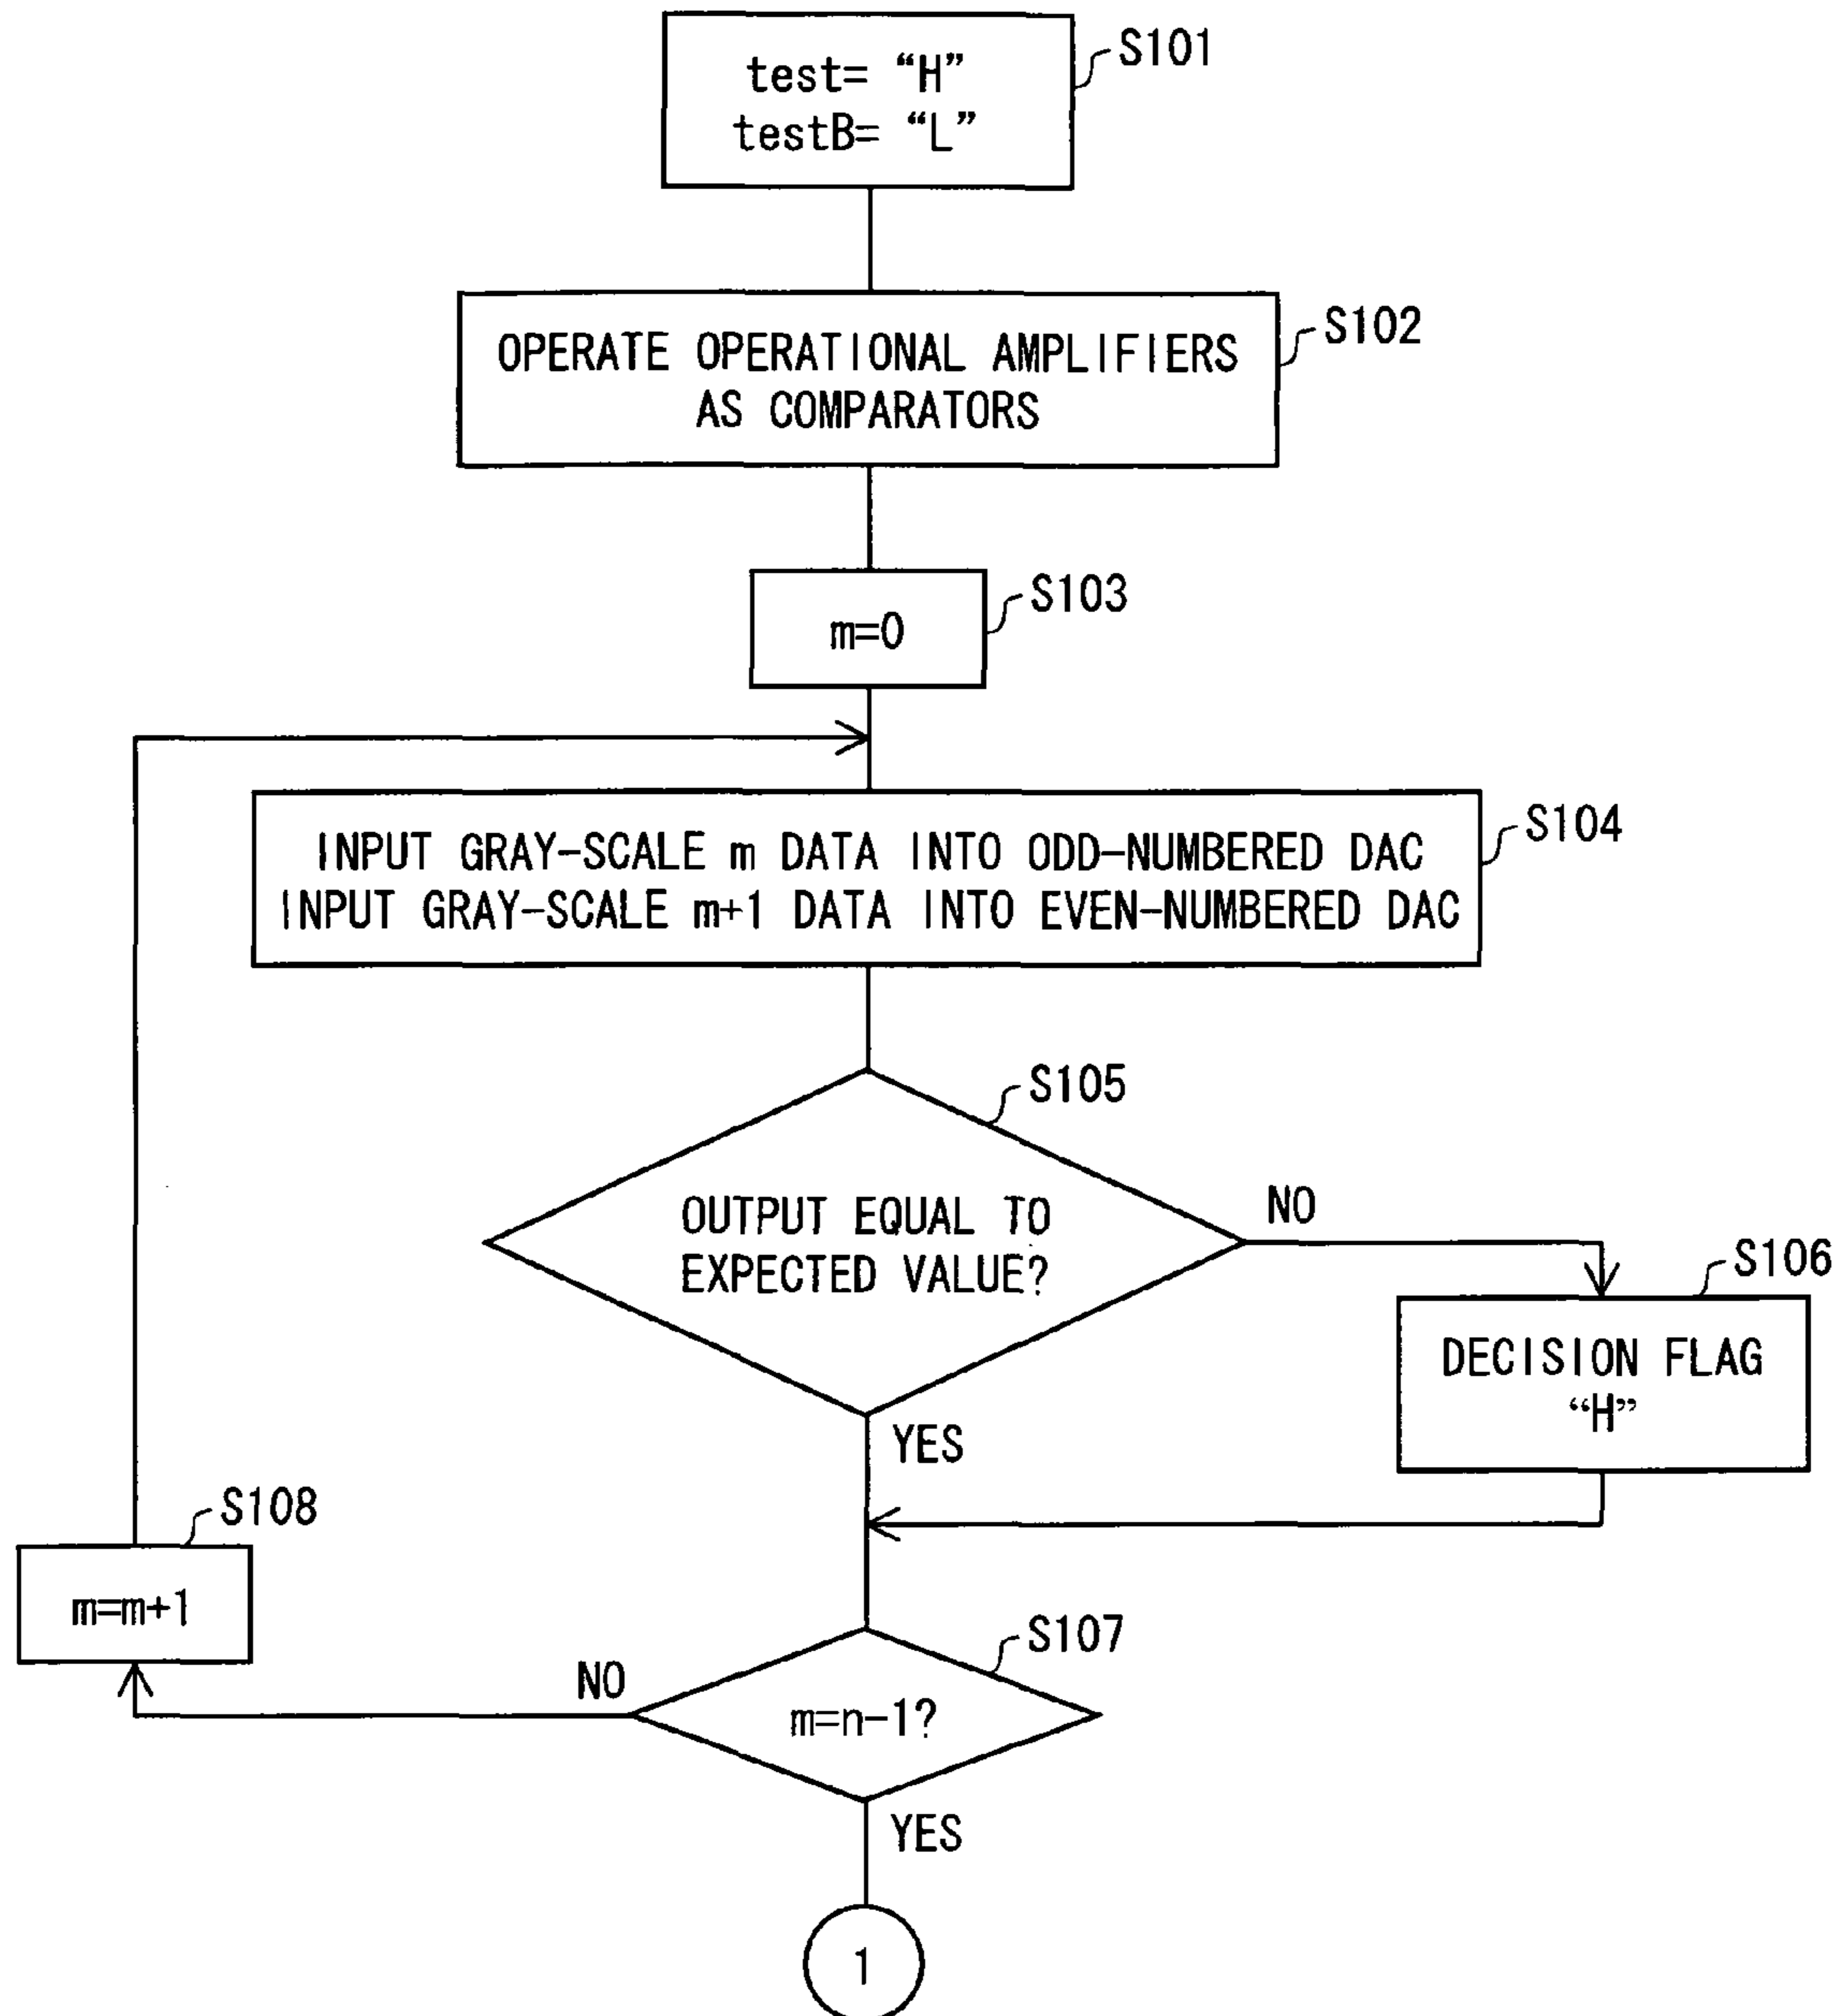 test= “H”
testB= “L”
S101
OPERATE OPERATIONAL AMPLIFIERS
AS COMPARATORS
S102
m=0
S103
INPUT GRAY-SCALE m DATA INTO ODD-NUMBERED DAC
INPUT GRAY-SCALE m+1 DATA INTO EVEN-NUMBERED DAC
S104
S105
OUTPUT EQUAL TO
EXPECTED VALUE?
NO
S106
DECISION FLAG
“H”
YES
S108
m=m+1
S107
NO
m=n-1?
YES
1